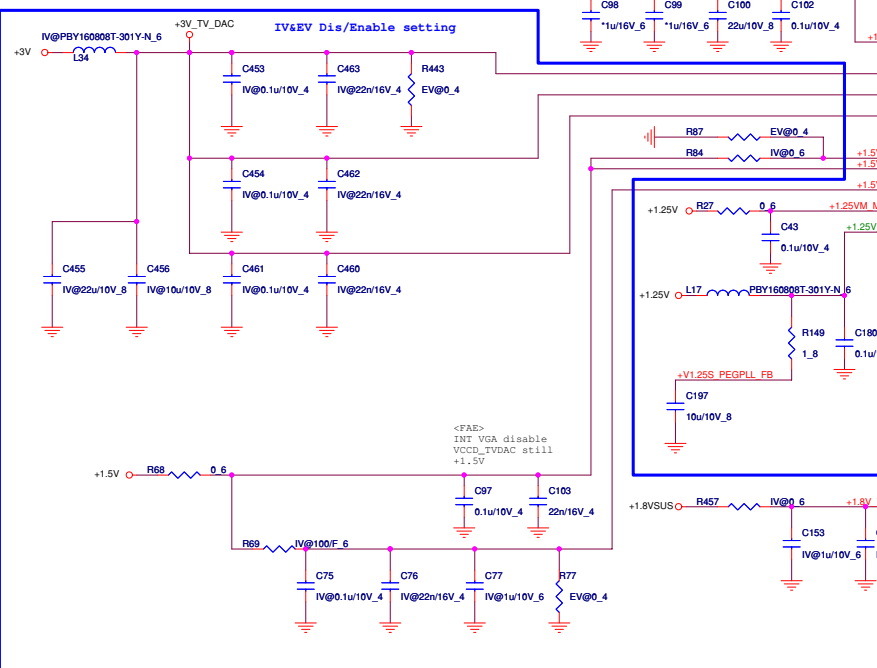 C98
C99
C100
C102
*1u/16V_6
*1u/16V_6
22u/10V_8
0.1u/10V_4
+3V_TV_DAC
IV&EV Dis/Enable setting
IV@PBY160808T-301Y-N_6
+3V
L34
C453
IV@0.1u/10V_4
C463
IV@22n/16V_4
R443
EV@0_4
R87
EV@0_4
R84
IV@0_6
+1.5
+1.5
C454
IV@0.1u/10V_4
C462
IV@22n/16V_4
+1.5
+1.25V
R27
0_6
+1.25VM_M
C43
0.1u/10V_4
+1.25V
C455
IV@22u/10V_8
C456
IV@10u/10V_8
C461
IV@0.1u/10V_4
C460
IV@22n/16V_4
+1.25V
L17
PBY160808T-301Y-N_6
R149
1_8
C180
0.1u/
+V1.25S_PEGPLL_FB
C197
10u/10V_8
<FAE>
INT VGA disable
VCCD_TVDAC still
+1.5V
+1.5V
R68
0_6
C97
0.1u/10V_4
C103
22n/16V_4
+1.8VSUS
R457
IV@0_6
+1.8V
C153
IV@1u/10V_6
R69
IV@100/F_6
C75
IV@0.1u/10V_4
C76
IV@22n/16V_4
C77
IV@1u/10V_6
R77
EV@0_4